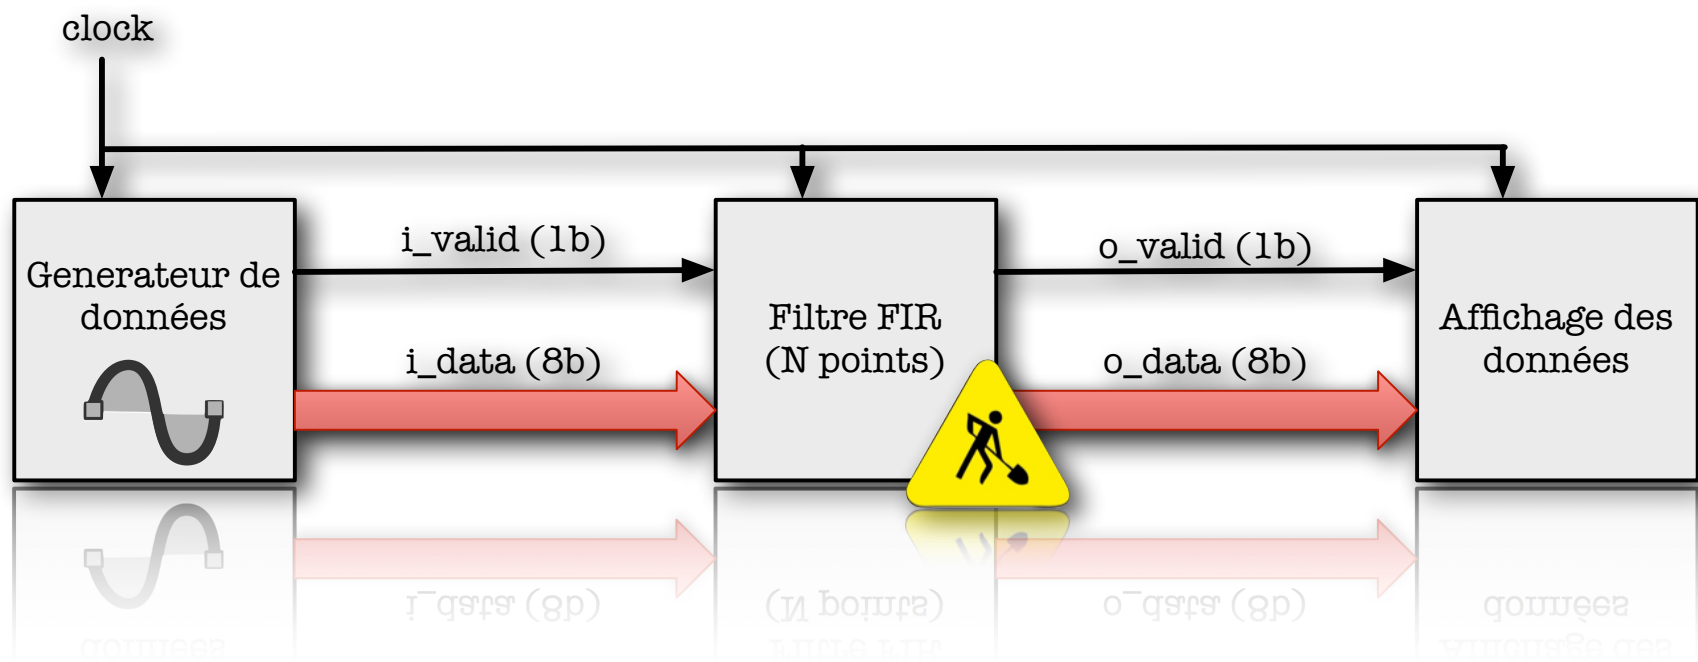 clock
i_valid (1b)
o_valid (1b)
Generateur de
données
Filtre FIR
(N points)
Affichage des
données
i_data (8b)
o_data (8b)